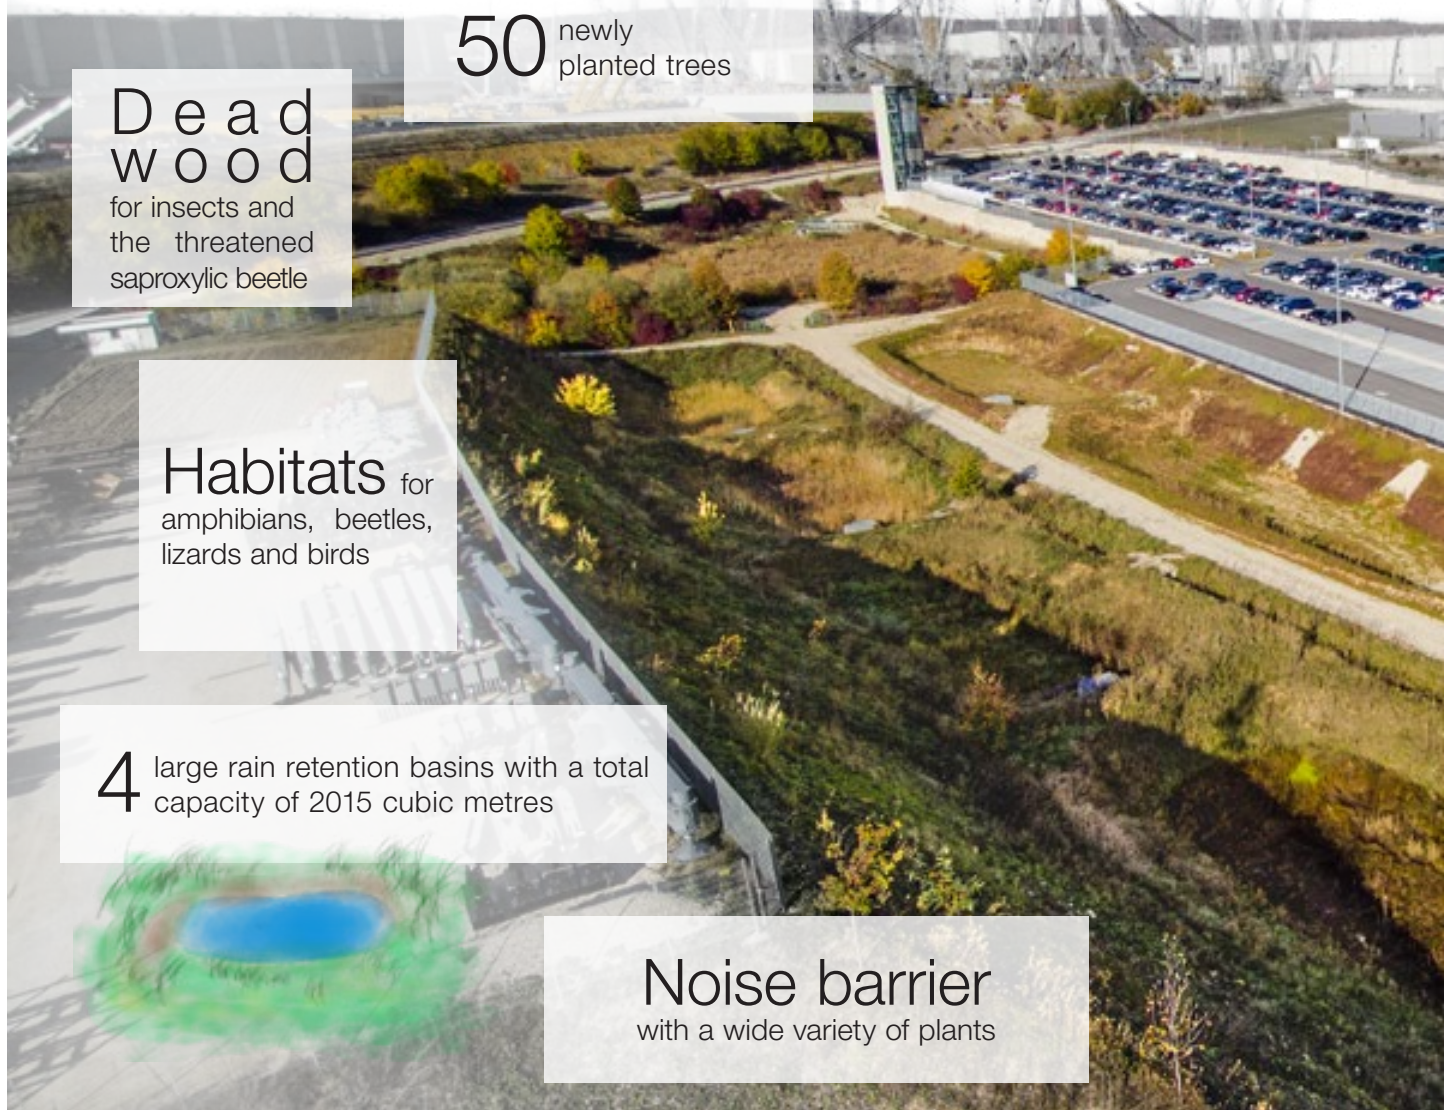 50 newly
planted trees
Dead
wood
for insects and
the threatened
saproxylic beetle
Habitats for
amphibians, beetles,
lizards and birds
4 large rain retention basins with a total
capacity of 2015 cubic metres
Noise barrier
with a wide variety of plants